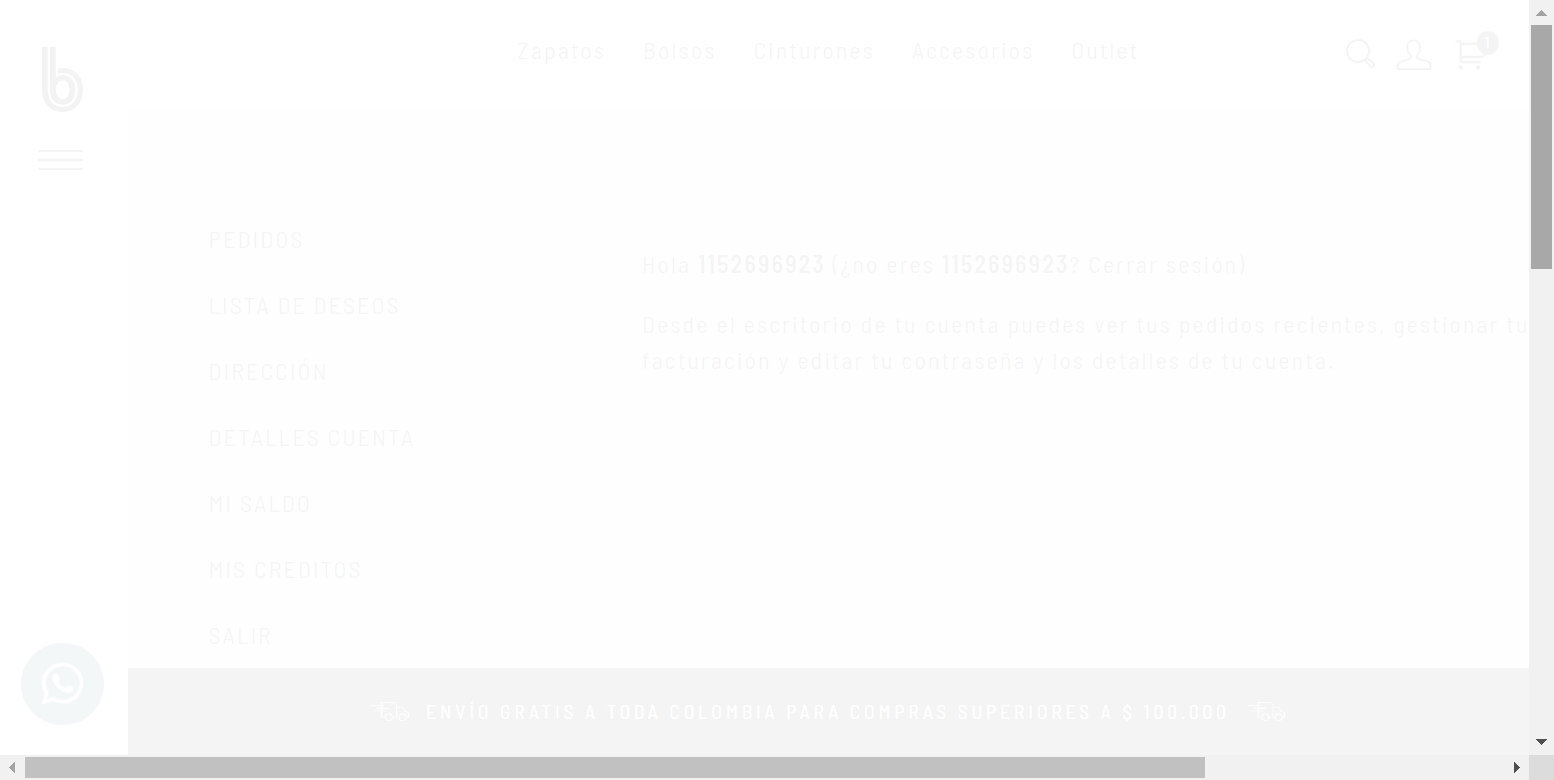 Zapatos Bolsos Cinturones Accesorios Outlet
1
b
PEDIDOS
LISTA DE DESEOS
DIRECCIÓN
DETALLES CUENTA
MI SALDO
MIS CREDITOS
SALIR
Hola 1152696923 (¿no eres 1152696923? Cerrar sesión)
Desde el escritorio de tu cuenta puedes ver tus pedidos recientes, gestionar tu
facturación y editar tu contraseña y los detalles de tu cuenta.
ENVÍO GRATIS A TODA COLOMBIA PARA COMPRAS SUPERIORES A $ 100.000